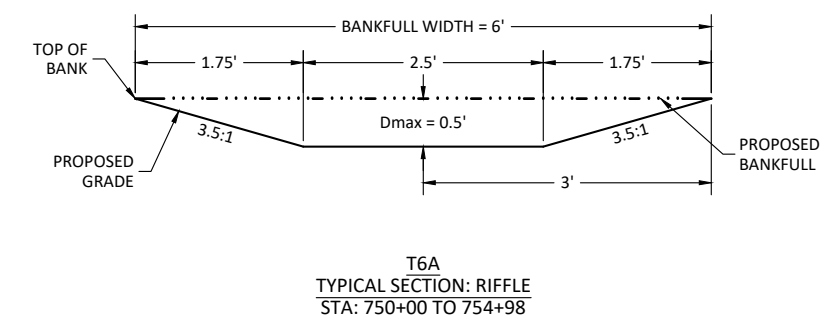 BANKFULL WIDTH = 6'
TOP OF
BANK
1.75'
2.5'
1.75'
Dmax = 0.5'
3.5:1
3.5:1
PROPOSED
GRADE
PROPOSED
BANKFULL
3'
T6A
TYPICAL SECTION: RIFFLE
STA: 750+00 TO 754+98